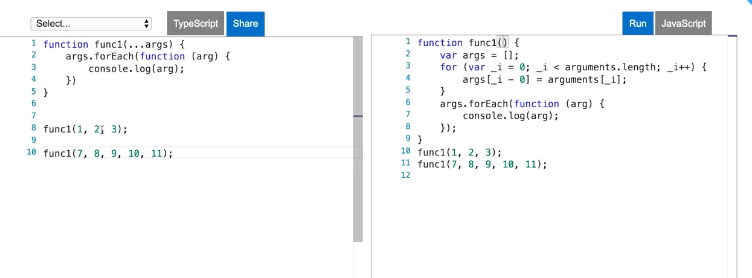 Select... TypeScript Share
1 function func1(...args) {
2 args.forEach(function (arg) {
3 console.log(arg);
4 })
5 }
6
7
8 func1(1, 2, 3);
9
10 func1(7, 8, 9, 10, 11);
Run JavaScript
1 function func1() {
2 var args = [];
3 for (var _i = 0; _i < arguments.length; _i++) {
4 args[_i - 0] = arguments[_i];
5 }
6 args.forEach(function (arg) {
7 console.log(arg);
8 });
9 }
10 func1(1, 2, 3);
11 func1(7, 8, 9, 10, 11);
12